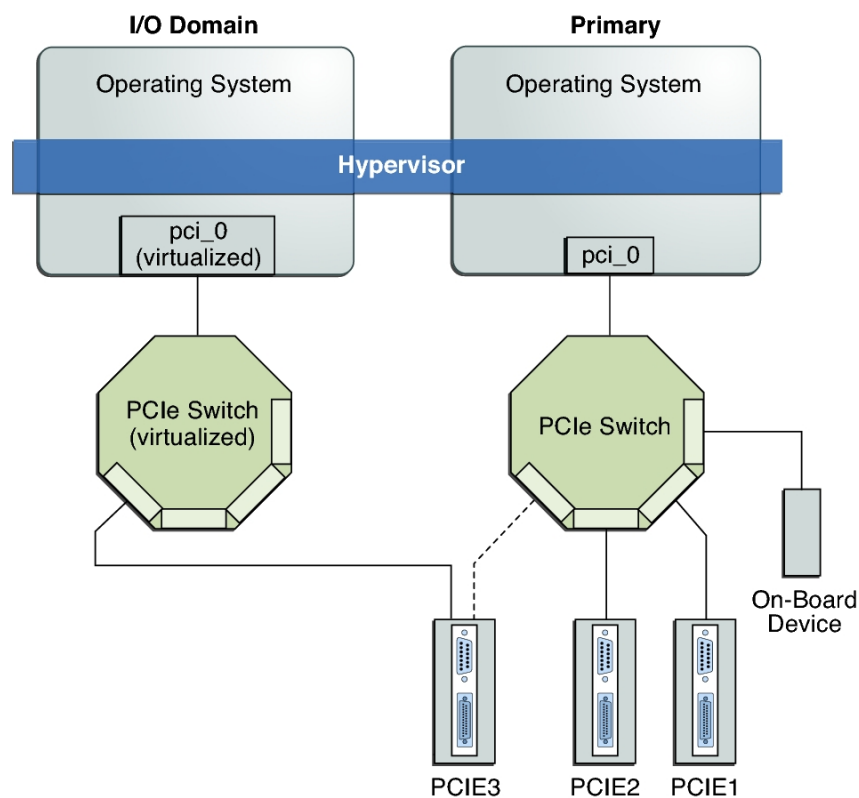 I/O Domain
Primary
Operating System
Operating System
Hypervisor
pci_0
(virtualized)
pci_0
PCIe Switch
(virtualized)
PCIe Switch
On-Board
Device
PCIE3
PCIE2
PCIE1